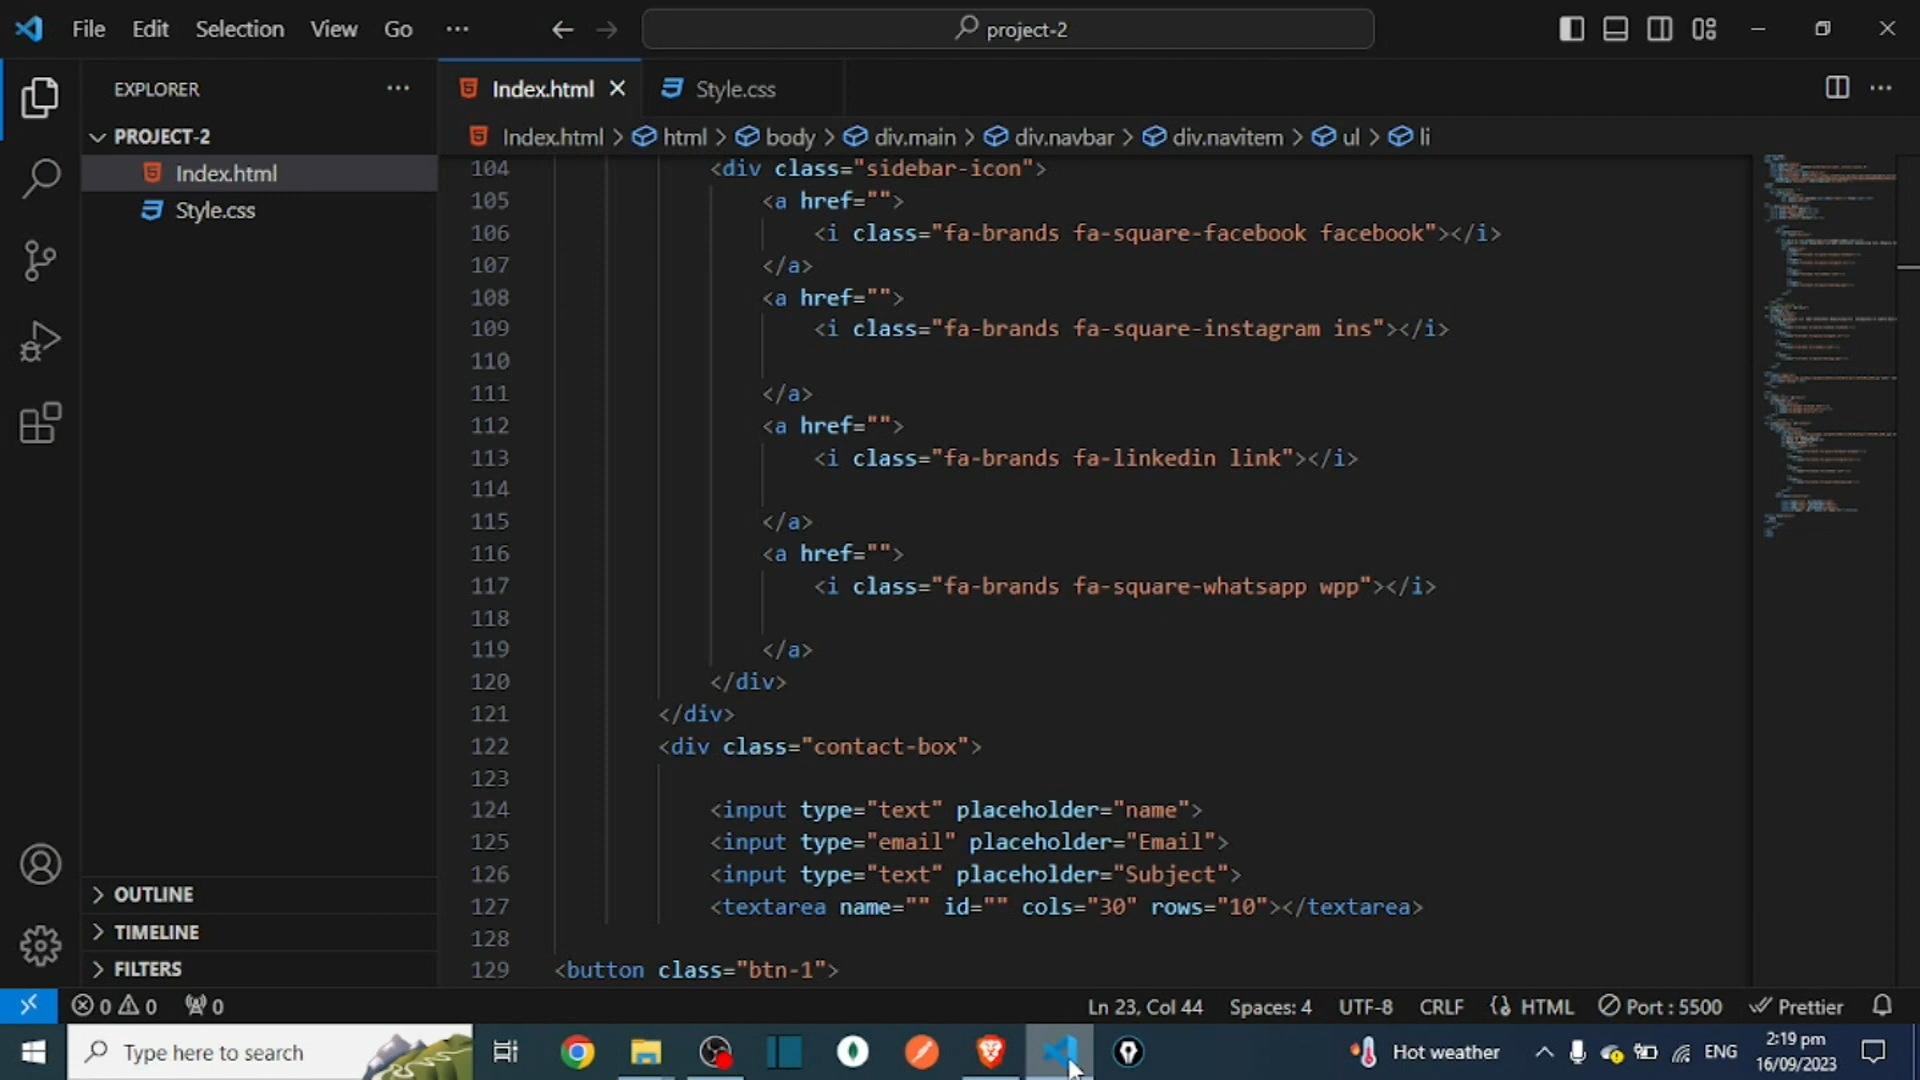 File Edit Selection View Go ···
project-2
EXPLORER
PROJECT-2
Index.html
Style.css
OUTLINE
TIMELINE
FILTERS
Index.html Style.css
Index.html > html > body > div.main > div.navbar > div.navitem > ul > li
104 <div class="sidebar-icon">
105 <a href="">
106 <i class="fa-brands fa-square-facebook facebook"></i>
107 </a>
108 <a href="">
109 <i class="fa-brands fa-square-instagram ins"></i>
110
111 </a>
112 <a href="">
113 <i class="fa-brands fa-linkedin link"></i>
114
115 </a>
116 <a href="">
117 <i class="fa-brands fa-square-whatsapp wpp"></i>
118
119 </a>
120 </div>
121 </div>
122 <div class="contact-box">
123
124 <input type="text" placeholder="name">
125 <input type="email" placeholder="Email">
126 <input type="text" placeholder="Subject">
127 <textarea name="" id="" cols="30" rows="10"></textarea>
128
129 <button class="btn-1">
0 0 0 Ln 23, Col 44 Spaces: 4 UTF-8 CRLF HTML Port : 5500 Prettier
Type here to search Hot weather ENG 2:19 pm
16/09/2023